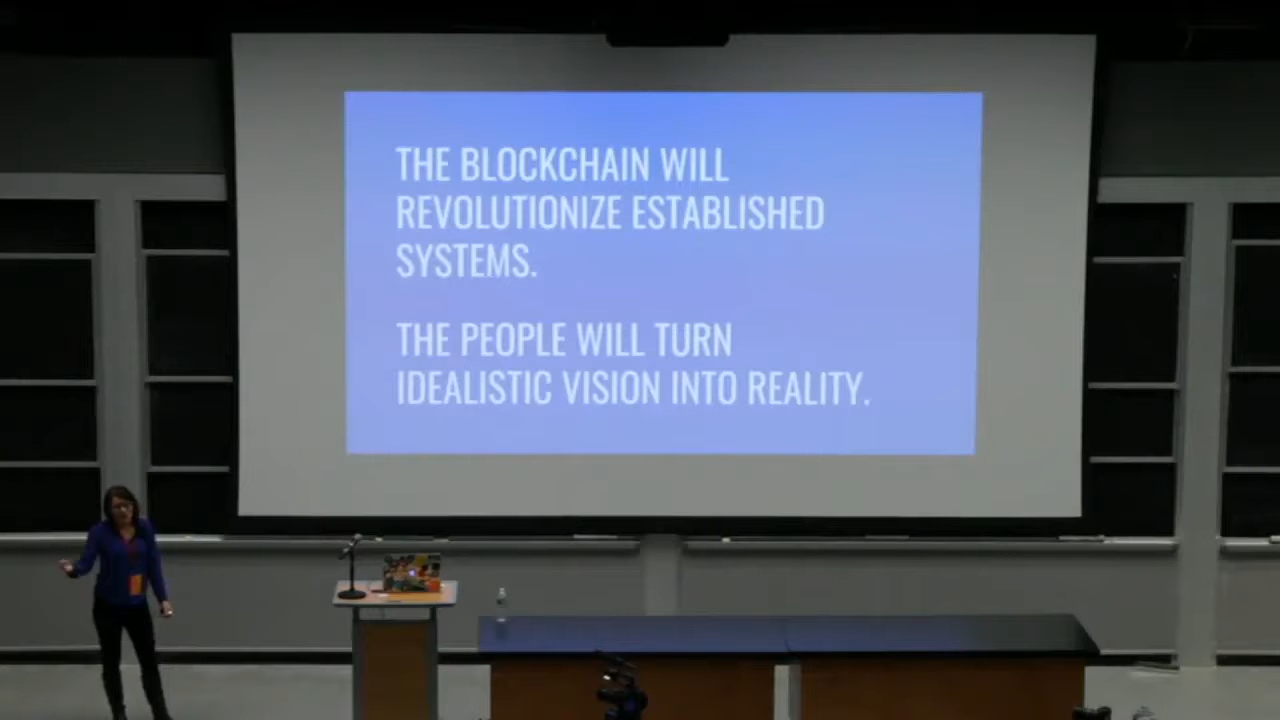 THE BLOCKCHAIN WILL
REVOLUTIONIZE ESTABLISHED
SYSTEMS.
THE PEOPLE WILL TURN
IDEALISTIC VISION INTO REALITY.